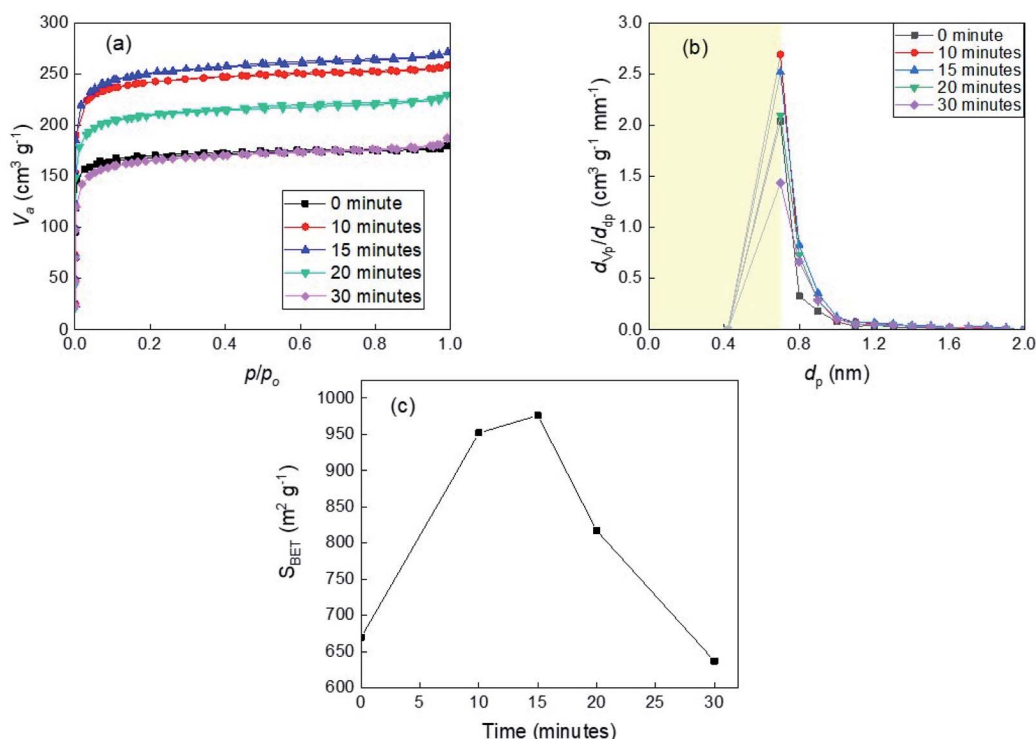 (a)
300
250
200
150
100
50
0
0.0 0.2 0.4 0.6 0.8 1.0
Va (cm3 g-1)
p/po
0 minute
10 minutes
15 minutes
20 minutes
30 minutes
(b)
3.0
2.5
2.0
1.5
1.0
0.5
0.0
0.0 0.4 0.8 1.2 1.6 2.0
dVp/ddp (cm3 g-1 mm-1)
dp (nm)
0 minute
10 minutes
15 minutes
20 minutes
30 minutes
(c)
1000
950
900
850
800
750
700
650
600
0 5 10 15 20 25 30
SBET (m2 g-1)
Time (minutes)